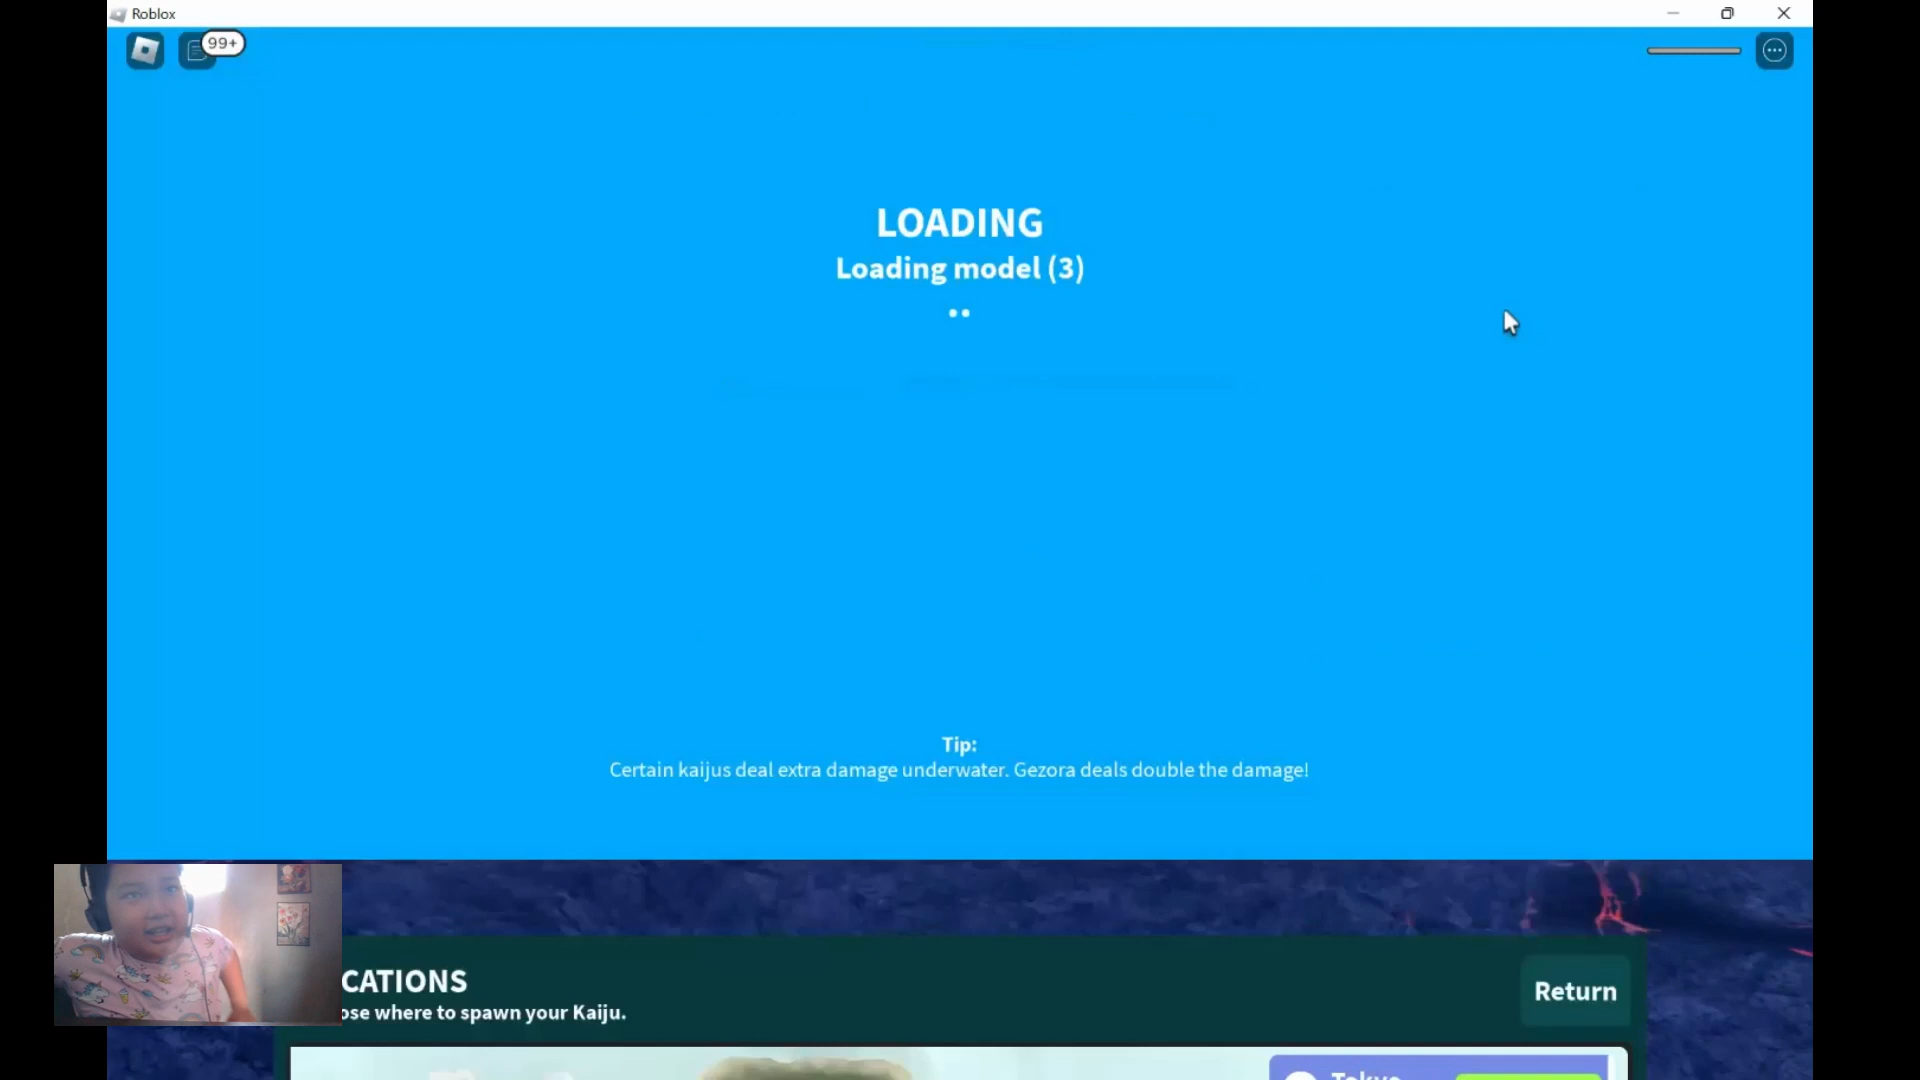 Roblox
99+
LOADING
Loading model (3)
Tip:
Certain kaijus deal extra damage underwater. Gezora deals double the damage!
CATIONS
ose where to spawn your Kaiju.
Return
Tokyo